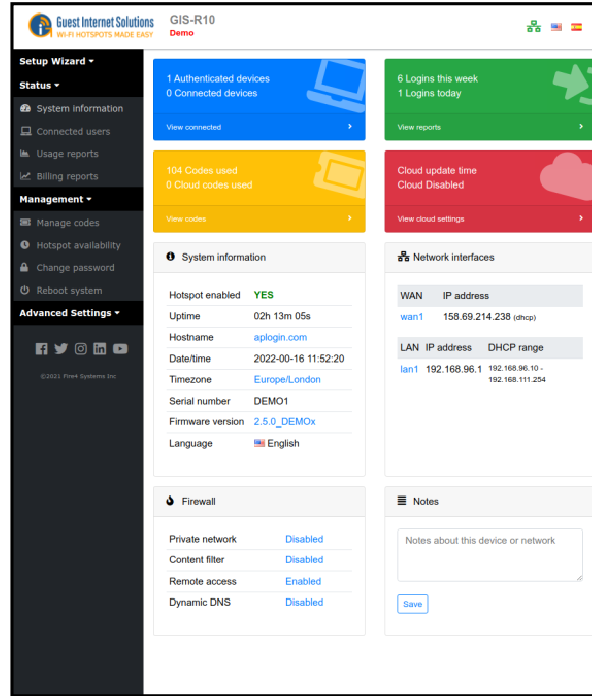 Guest Internet Solutions
WI-FI HOTSPOTS MADE EASY
GIS-R10
Demo
Setup Wizard
Status
System information
Connected users
Usage reports
Billing reports
Management
Manage codes
Hotspot availability
Change password
Reboot system
Advanced Settings
©2021 Fire4 Systems Inc
1 Authenticated devices
0 Connected devices
View connected
6 Logins this week
1 Logins today
View reports
104 Codes used
0 Cloud codes used
View codes
Cloud update time
Cloud Disabled
View cloud settings
System information
Hotspot enabled YES
Uptime 02h 13m 05s
Hostname aplogin.com
Date/time 2022-00-16 11:52:20
Timezone Europe/London
Serial number DEMO1
Firmware version 2.5.0_DEMOx
Language English
Network interfaces
WAN IP address
wan1 158.69.214.238 (dhcp)
LAN IP address DHCP range
lan1 192.168.96.1 192.168.96.10 -
192.168.111.254
Firewall
Private network Disabled
Content filter Disabled
Remote access Enabled
Dynamic DNS Disabled
Notes
Notes about this device or network
Save